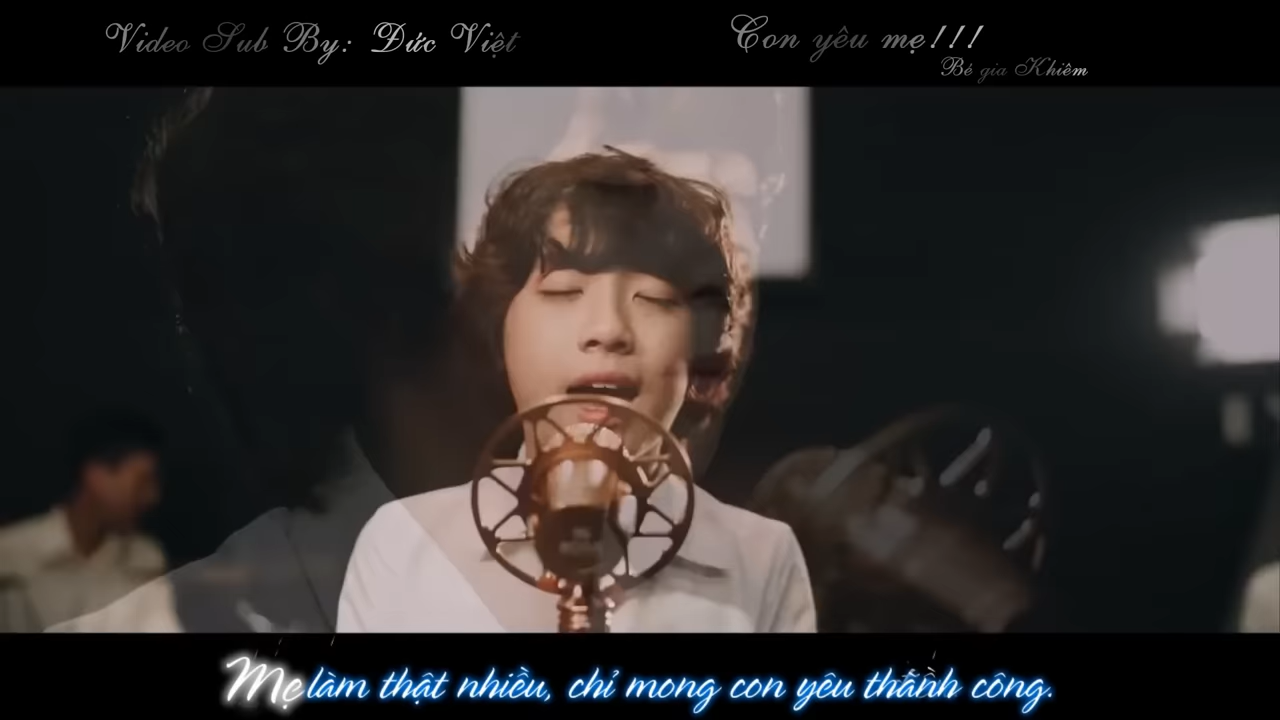 Video Sub By: Đức Việt
Con yêu mẹ!!!
Bé gia Khiêm
Mẹ làm thật nhiều, chỉ mong con yêu thành công.